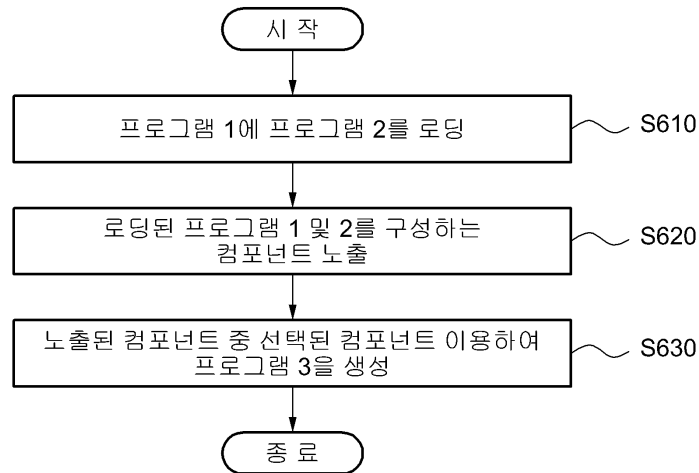 시 작
프로그램 1에 프로그램 2를 로딩
S610
로딩된 프로그램 1 및 2를 구성하는
컴포넌트 노출
S620
노출된 컴포넌트 중 선택된 컴포넌트 이용하여
프로그램 3을 생성
S630
종 료